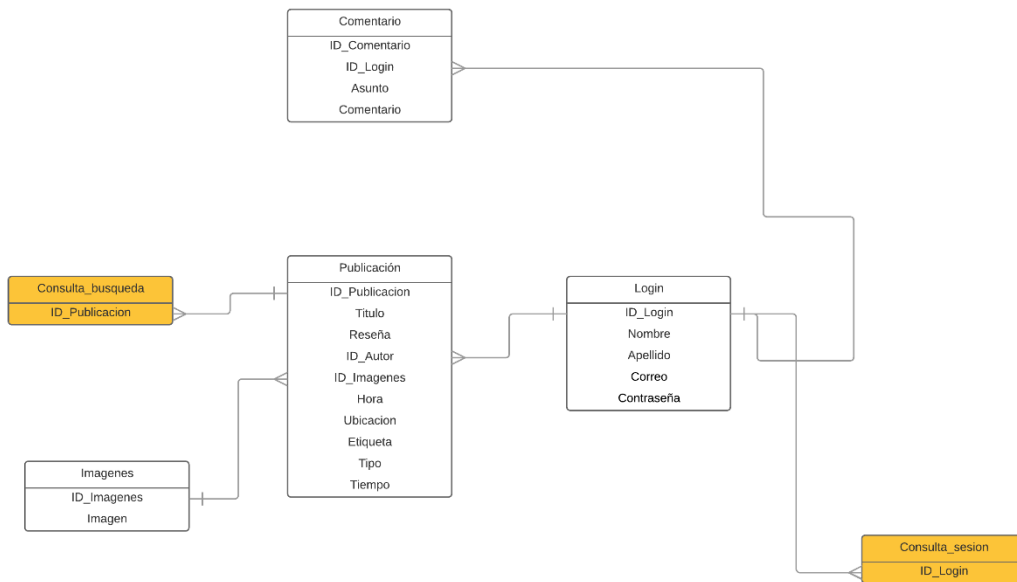 Comentario
ID_Comentario
ID_Login
Asunto
Comentario
Consulta_busqueda
ID_Publicacion
Publicación
ID_Publicacion
Titulo
Reseña
ID_Autor
ID_Imagenes
Hora
Ubicacion
Etiqueta
Tipo
Tiempo
Login
ID_Login
Nombre
Apellido
Correo
Contraseña
Imagenes
ID_Imagenes
Imagen
Consulta_sesion
ID_Login